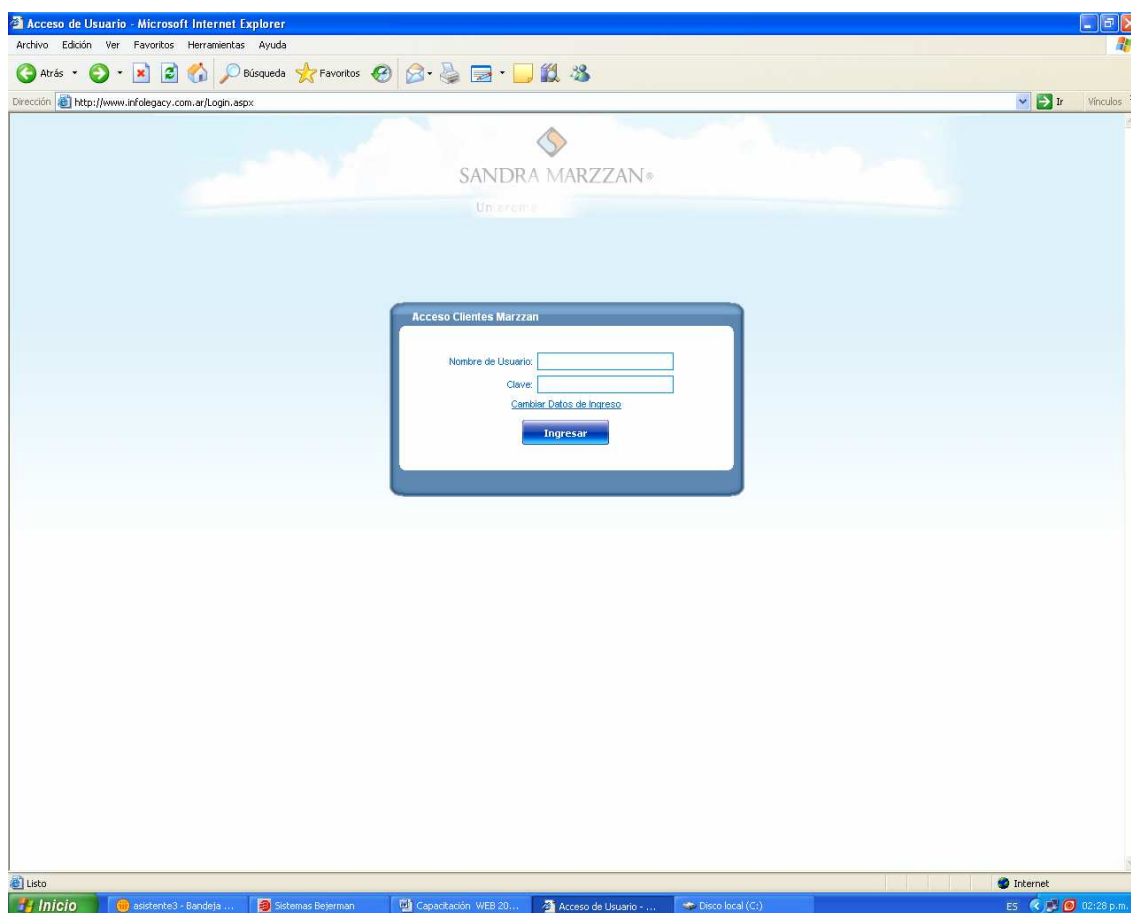 Acceso de Usuario - Microsoft Internet Explorer
Archivo Edición Ver Favoritos Herramientas Ayuda
Atrás Búsqueda Favoritos
Dirección http://www.infolegacy.com.ar/Login.aspx Ir Vínculos
SANDRA MARZZAN®
Un aroma
Acceso Clientes Marzzan
Nombre de Usuario:
Clave:
Cambiar Datos de Ingreso
Ingresar
Listo Internet
Inicio asistente3 - Bandeja ... Sistemas Bejerman Capacitación WEB 20... Acceso de Usuario - ... Disco local (C:) ES 02:28 p.m.